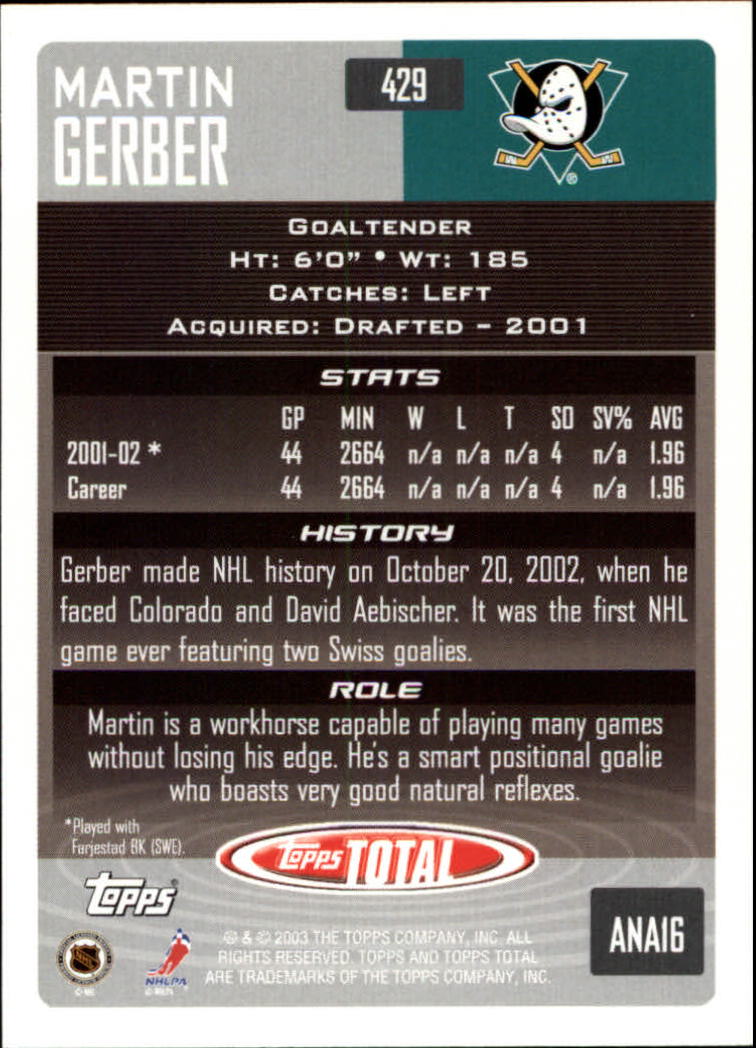 MARTIN
GERBER
429
®
GOALTENDER
HT: 6'0" • WT: 185
CATCHES: LEFT
ACQUIRED: DRAFTED – 2001
STATS
GP MIN W L T SO SV% AVG
2001-02 * 44 2664 n/a n/a n/a 4 n/a 1.96
Career 44 2664 n/a n/a n/a 4 n/a 1.96
HISTORY
Gerber made NHL history on October 20, 2002, when he
faced Colorado and David Aebischer. It was the first NHL
game ever featuring two Swiss goalies.
ROLE
Martin is a workhorse capable of playing many games
without losing his edge. He's a smart positional goalie
who boasts very good natural reflexes.
*Played with
Farjestad BK (SWE).
Topps TOTAL
Topps®
ANA16
NHL
NHLPA
® & © 2003 THE TOPPS COMPANY, INC. ALL
RIGHTS RESERVED. TOPPS AND TOPPS TOTAL
ARE TRADEMARKS OF THE TOPPS COMPANY, INC.